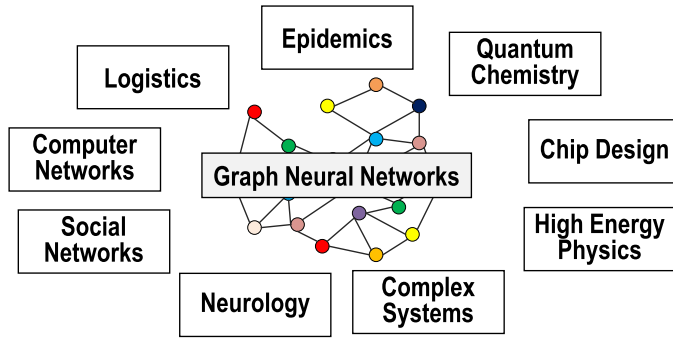 Epidemics
Quantum
Chemistry
Logistics
Computer
Networks
Chip Design
Graph Neural Networks
Social
Networks
High Energy
Physics
Neurology
Complex
Systems